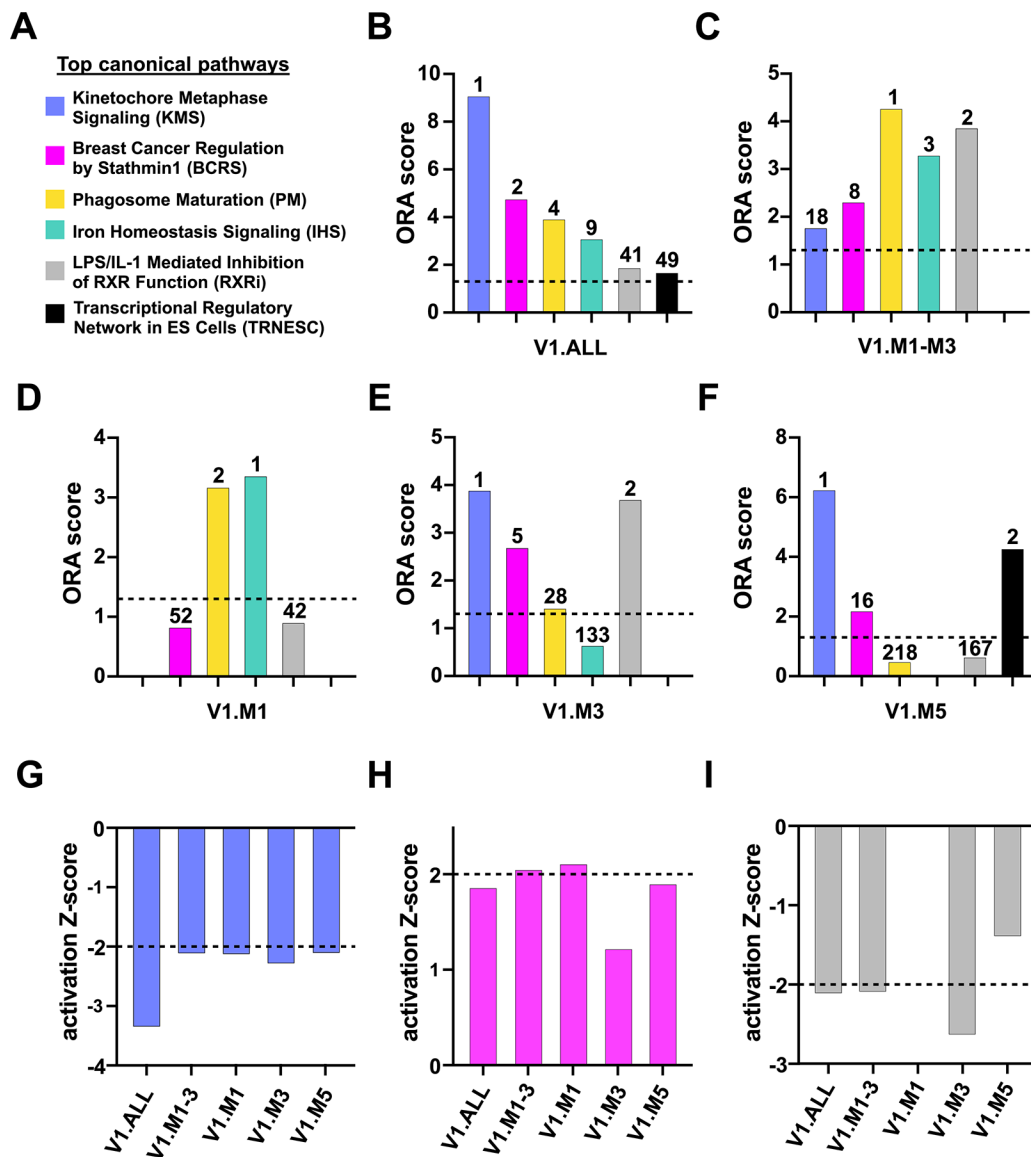 A
Top canonical pathways
Kinetochore Metaphase
Signaling (KMS)
Breast Cancer Regulation
by Stathmin1 (BCRS)
Phagosome Maturation (PM)
Iron Homeostasis Signaling (IHS)
LPS/IL-1 Mediated Inhibition
of RXR Function (RXRi)
Transcriptional Regulatory
Network in ES Cells (TRNESC)
B
ORA score
10
8
6
4
2
0
1
2
4
9
41
49
V1.ALL
C
ORA score
5
4
3
2
1
0
18
8
1
3
2
V1.M1-M3
D
ORA score
4
3
2
1
0
52
2
1
42
V1.M1
E
ORA score
5
4
3
2
1
0
1
5
28
133
2
V1.M3
F
ORA score
8
6
4
2
0
1
16
218
167
2
V1.M5
G
activation Z-score
0
-1
-2
-3
-4
V1.ALL
V1.M1-3
V1.M1
V1.M3
V1.M5
H
activation Z-score
2
1
0
V1.ALL
V1.M1-3
V1.M1
V1.M3
V1.M5
I
activation Z-score
0
-1
-2
-3
V1.ALL
V1.M1-3
V1.M1
V1.M3
V1.M5